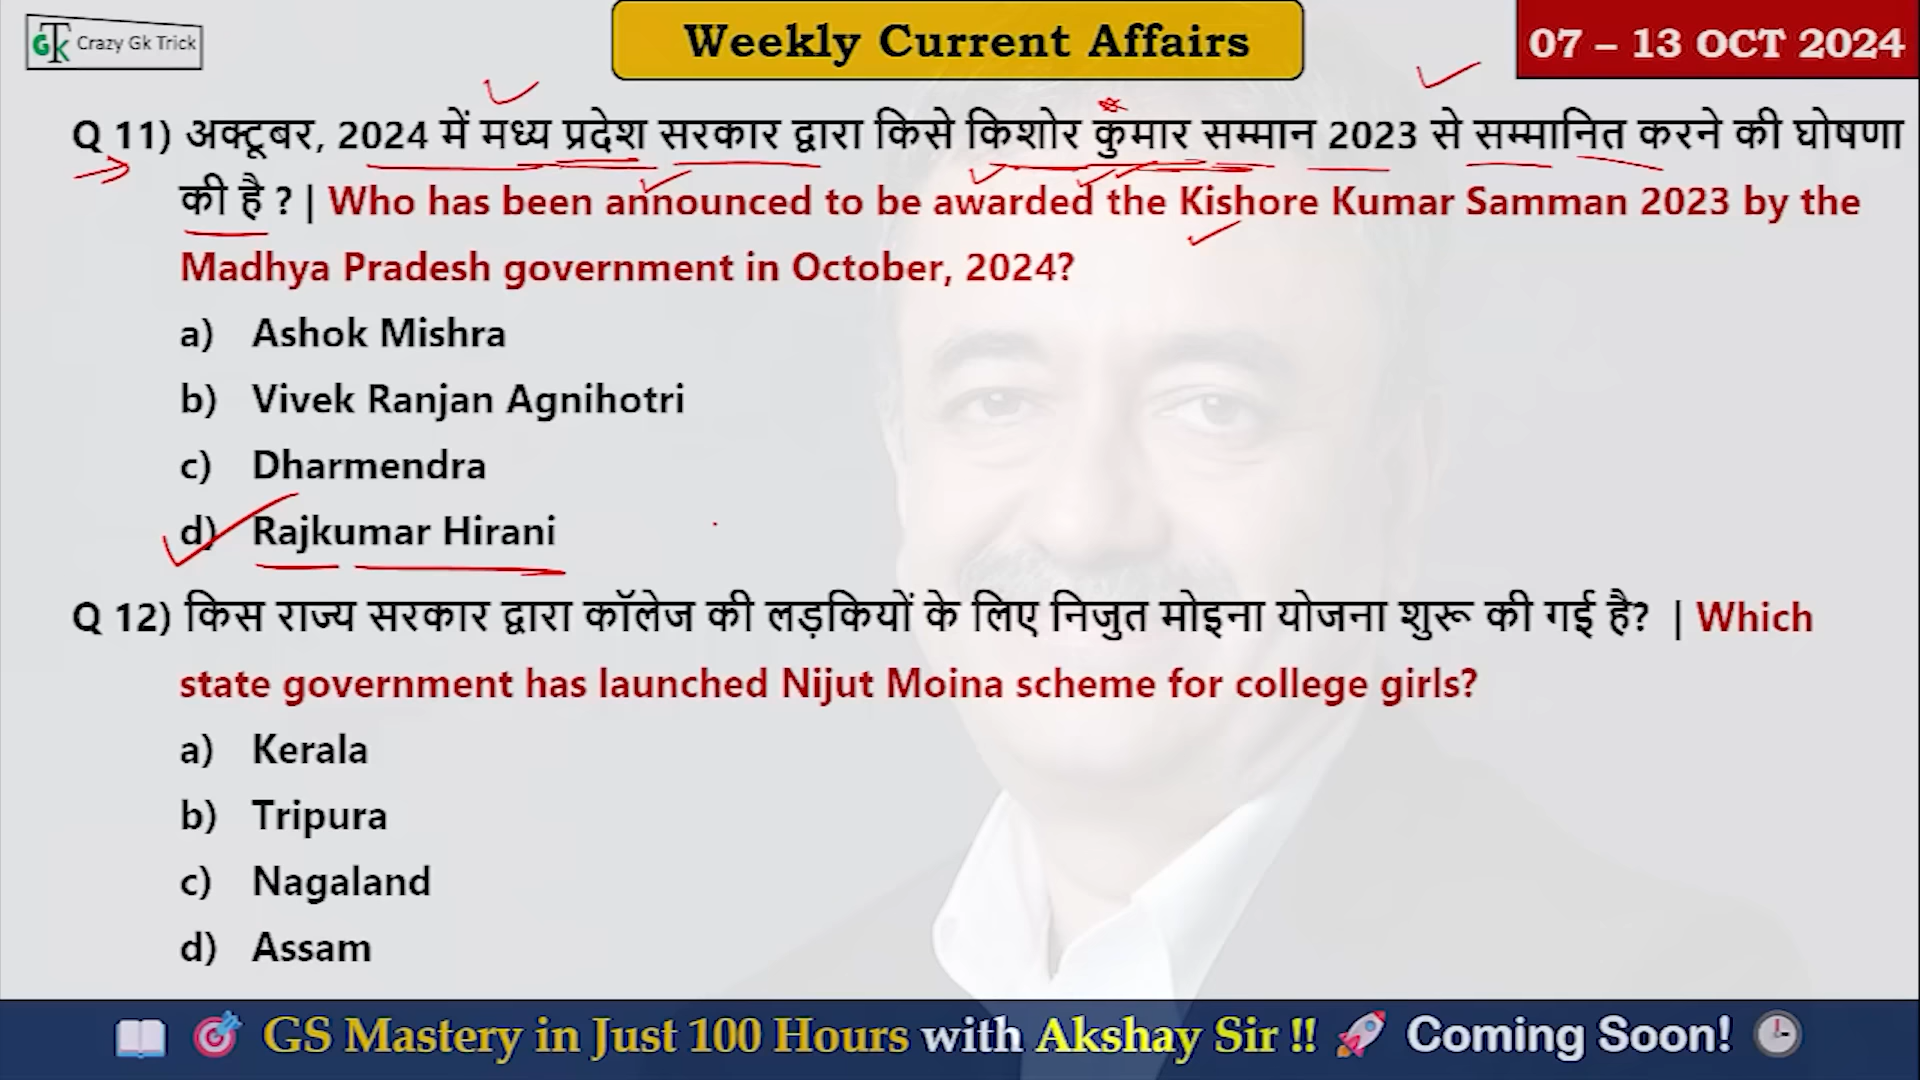 GTK Crazy Gk Trick
Weekly Current Affairs
07 – 13 OCT 2024
Q 11) अक्टूबर, 2024 में मध्य प्रदेश सरकार द्वारा किसे किशोर कुमार सम्मान 2023 से सम्मानित करने की घोषणा
की है ? | Who has been announced to be awarded the Kishore Kumar Samman 2023 by the
Madhya Pradesh government in October, 2024?
a) Ashok Mishra
b) Vivek Ranjan Agnihotri
c) Dharmendra
d) Rajkumar Hirani
Q 12) किस राज्य सरकार द्वारा कॉलेज की लड़कियों के लिए निजुत मोइना योजना शुरू की गई है? | Which
state government has launched Nijut Moina scheme for college girls?
a) Kerala
b) Tripura
c) Nagaland
d) Assam
GS Mastery in Just 100 Hours with Akshay Sir !! 🚀 Coming Soon!